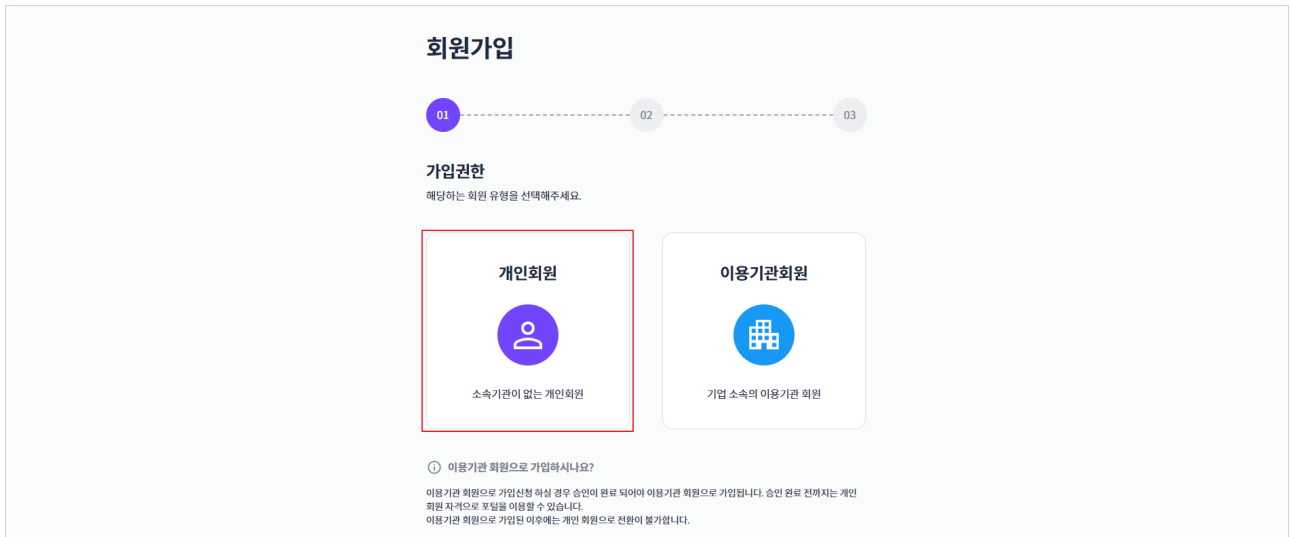 회원가입
01 02 03
가입권한
해당하는 회원 유형을 선택해주세요.
개인회원
소속기관이 없는 개인회원
이용기관회원
기업 소속의 이용기관 회원
이용기관 회원으로 가입하시나요?
이용기관 회원으로 가입신청 하실 경우 승인이 완료 되어야 이용기관 회원으로 가입됩니다. 승인 완료 전까지는 개인
회원 자격으로 포털을 이용할 수 있습니다.
이용기관 회원으로 가입된 이후에는 개인 회원으로 전환이 불가합니다.